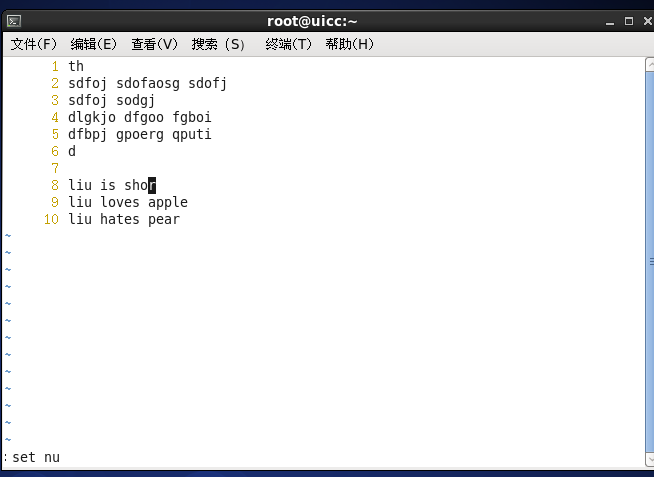 root@uicc:~
文件(F) 编辑(E) 查看(V) 搜索 (S) 终端(T) 帮助(H)
1 th
2 sdfoj sdofaosg sdofj
3 sdfoj sodgj
4 dlgkjo dfgoo fgboi
5 dfbpj gpoerg qputi
6 d
7
8 liu is shor
9 liu loves apple
10 liu hates pear
~
~
~
~
~
~
~
~
~
~
~
~
~
:set nu